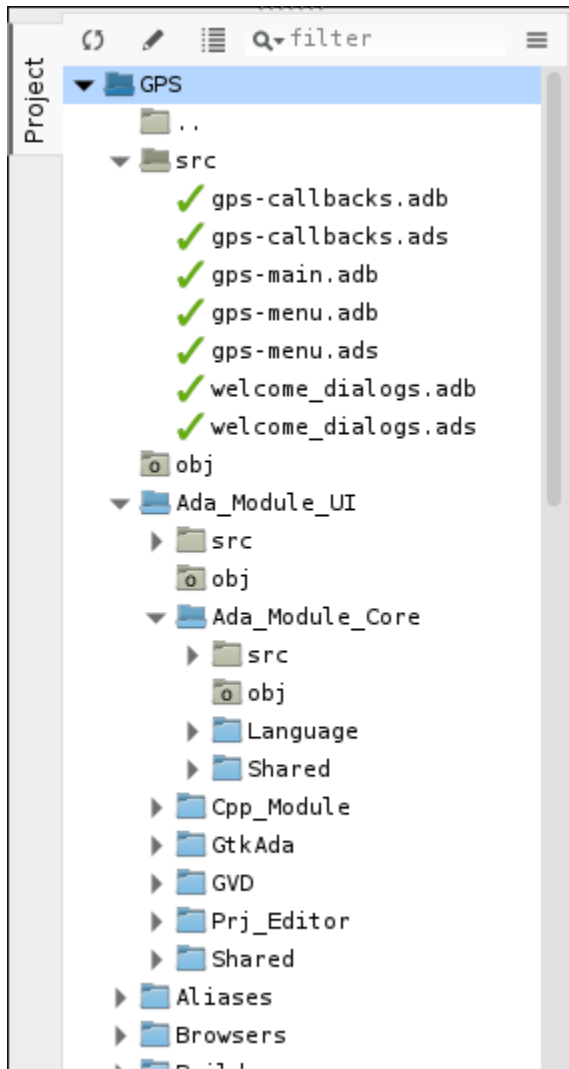 Project
filter
GPS
..
src
gps-callbacks.adb
gps-callbacks.ads
gps-main.adb
gps-menu.adb
gps-menu.ads
welcome_dialogs.adb
welcome_dialogs.ads
o obj
Ada_Module_UI
src
o obj
Ada_Module_Core
src
o obj
Language
Shared
Cpp_Module
GtkAda
GVD
Prj_Editor
Shared
Aliases
Browsers